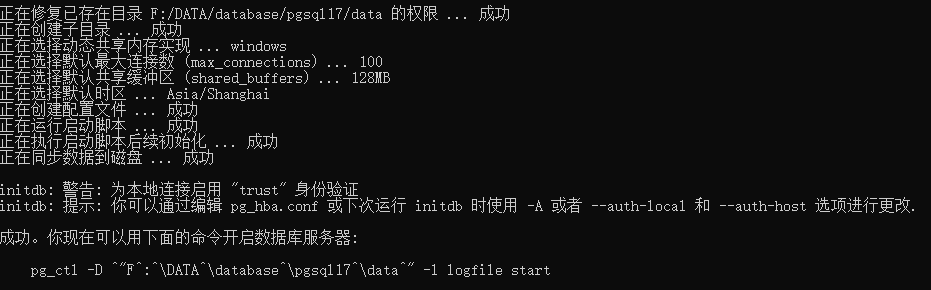 正在修复已存在目录 F:/DATA/database/pgsql17/data 的权限 ... 成功
正在创建子目录 ... 成功
正在选择动态共享内存实现 ... windows
正在选择默认最大连接数 (max_connections) ... 100
正在选择默认共享缓冲区 (shared_buffers) ... 128MB
正在选择默认时区 ... Asia/Shanghai
正在创建配置文件 ... 成功
正在运行启动脚本 ... 成功
正在执行启动脚本后续初始化 ... 成功
正在同步数据到磁盘 ... 成功
initdb: 警告: 为本地连接启用 "trust" 身份验证
initdb: 提示: 你可以通过编辑 pg_hba.conf 或下次运行 initdb 时使用 -A 或者 --auth-local 和 --auth-host 选项进行更改.
成功。你现在可以用下面的命令开启数据库服务器:
pg_ctl -D ^"F^:^\DATA^\database^\pgsql17^\data^" -l logfile start